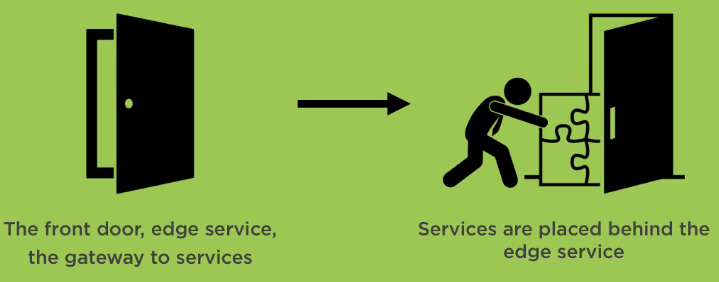 The front door, edge service,
the gateway to services
Services are placed behind the
edge service